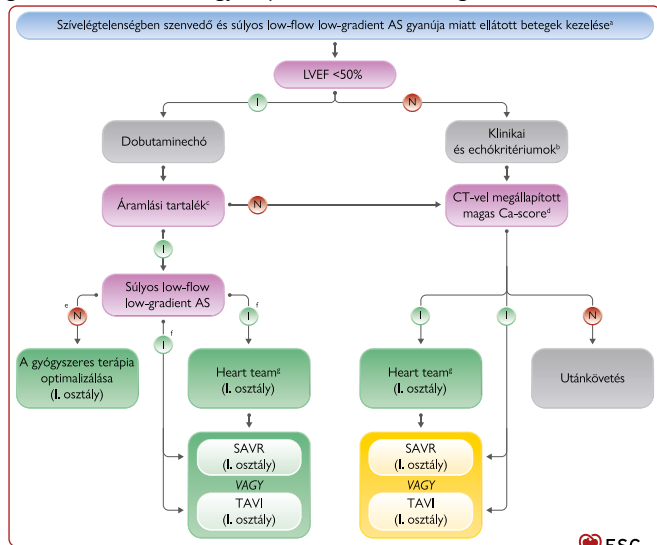 Szívelégtelenségben szenvedő és súlyos low-flow low-gradient AS gyanúja miatt ellátott betegek kezelése^a
LVEF <50%
I
N
Dobutaminechó
Klinikai
és echókritériumok^b
Áramlási tartalék^c
N
CT-vel megállapított
magas Ca-score^d
I
Súlyos low-flow
low-gradient AS
e
N
f
I
f
I
I
I
N
A gyógyszeres terápia
optimalizálása
(I. osztály)
Heart team^g
(I. osztály)
Heart team^g
(I. osztály)
Utánkövetés
SAVR
(I. osztály)
VAGY
TAVI
(I. osztály)
SAVR
(I. osztály)
VAGY
TAVI
(I. osztály)
ESC